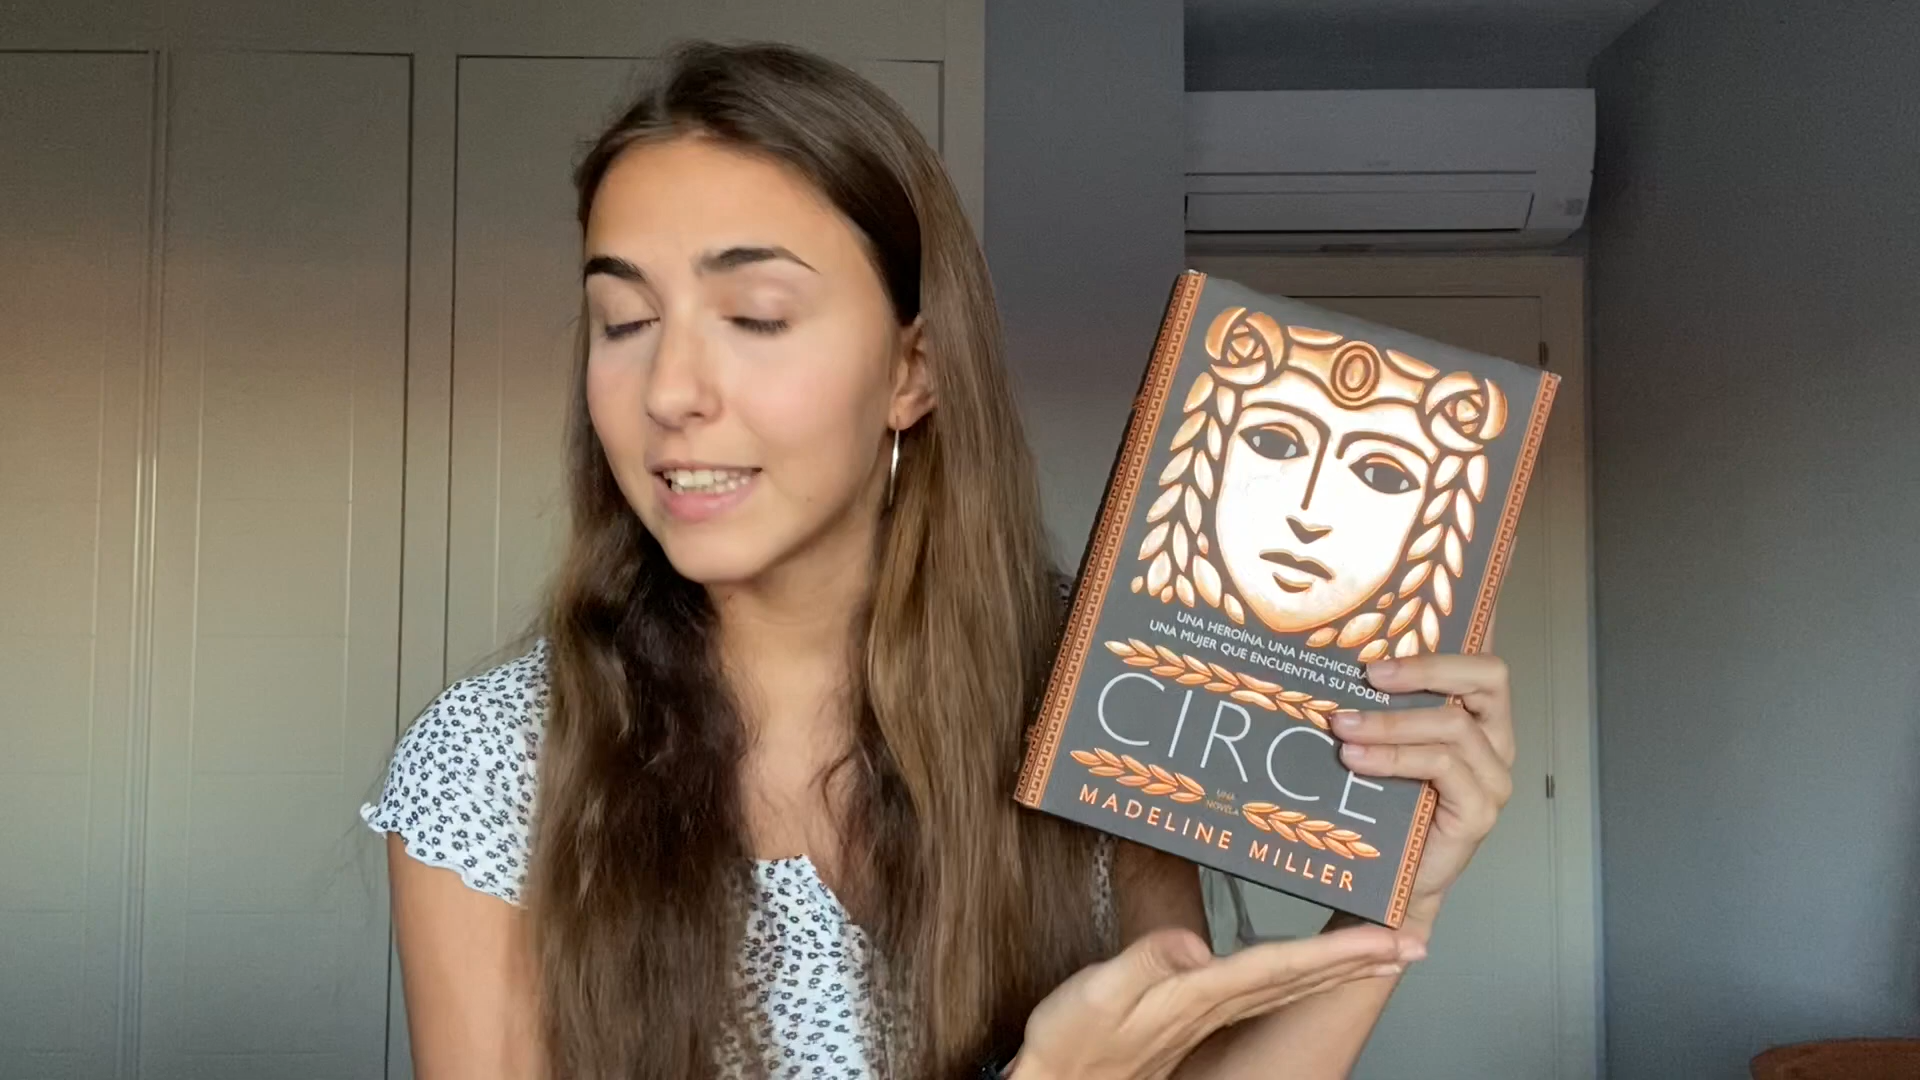 UNA HEROÍNA. UNA HECHICERA
UNA MUJER QUE ENCUENTRA SU PODER
CIRCE
UNA
NOVELA
MADELINE MILLER